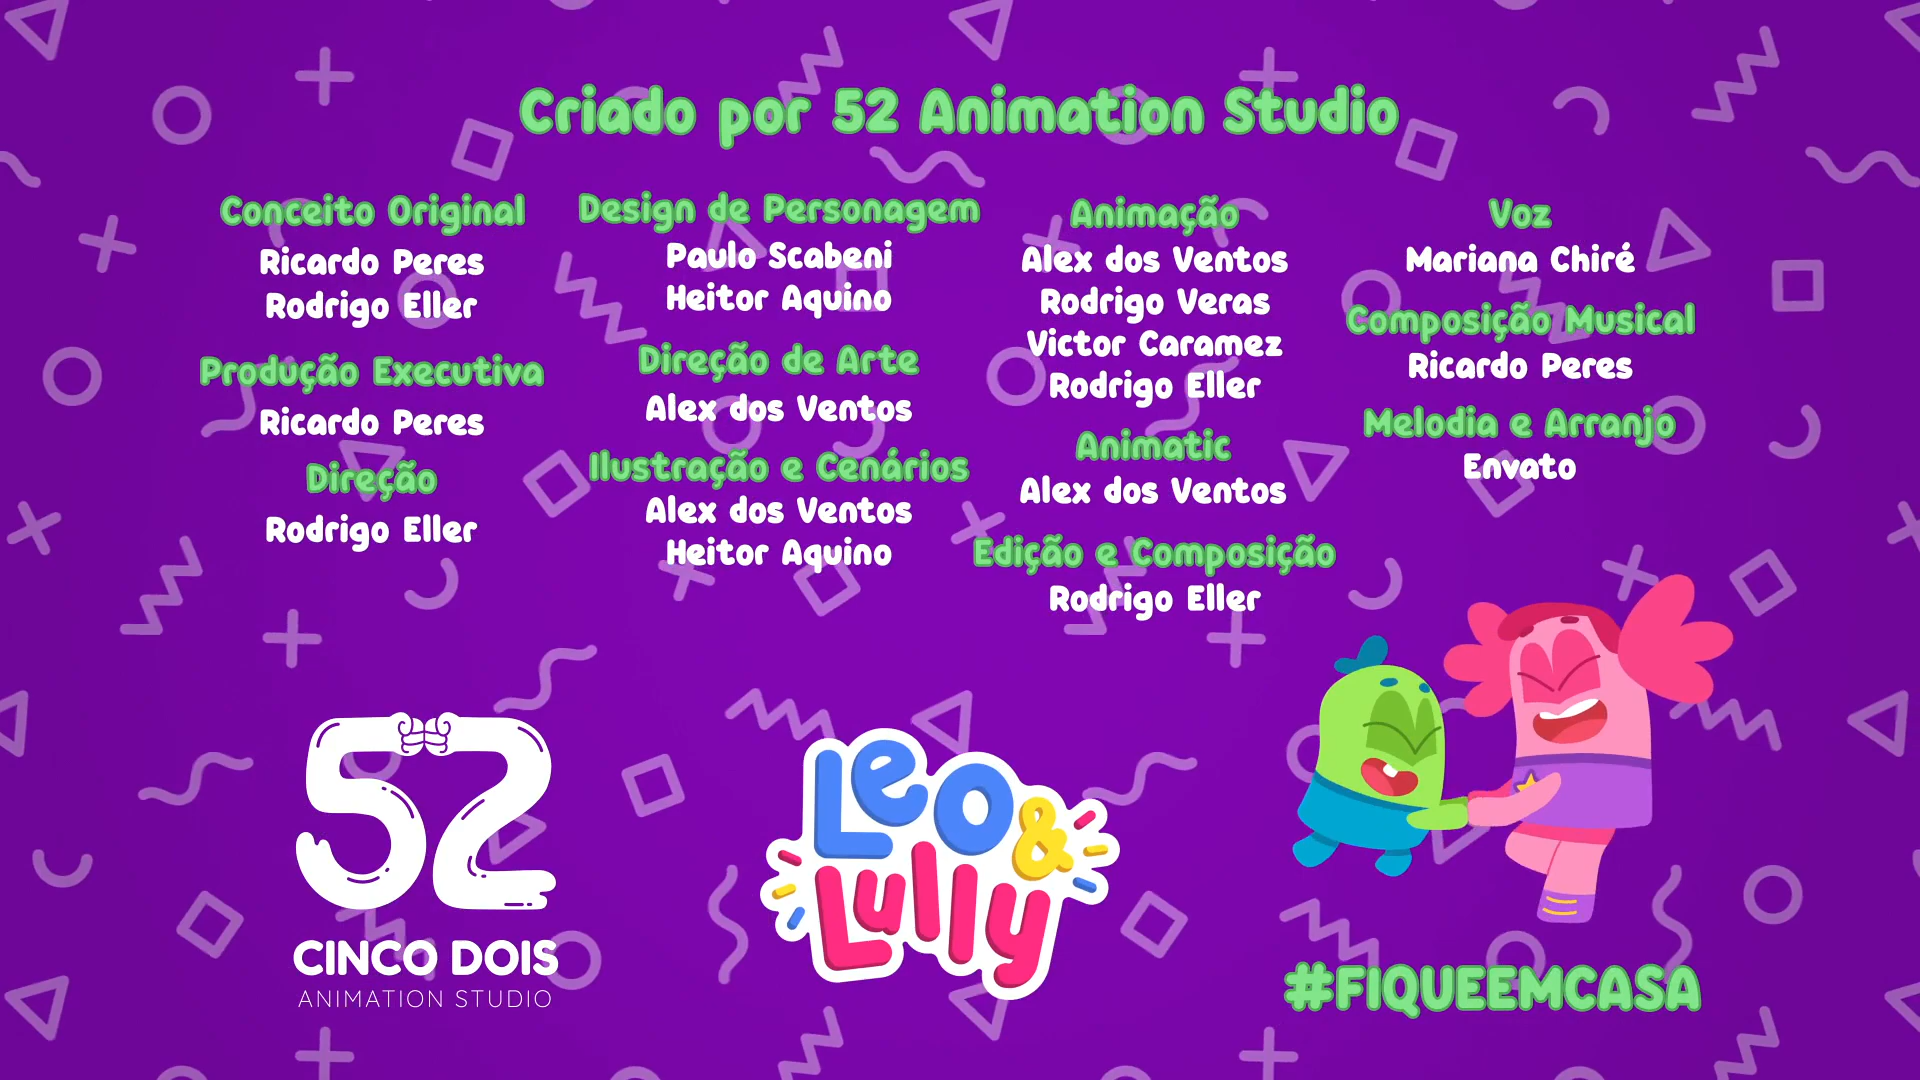 Criado por 52 Animation Studio
Conceito Original
Ricardo Peres
Rodrigo Eller
Produção Executiva
Ricardo Peres
Direção
Rodrigo Eller
Design de Personagem
Paulo Scabeni
Heitor Aquino
Direção de Arte
Alex dos Ventos
Ilustração e Cenários
Alex dos Ventos
Heitor Aquino
Animação
Alex dos Ventos
Rodrigo Veras
Victor Caramez
Rodrigo Eller
Animatic
Alex dos Ventos
Edição e Composição
Rodrigo Eller
Voz
Mariana Chiré
Composição Musical
Ricardo Peres
Melodia e Arranjo
Envato
52
CINCO DOIS
ANIMATION STUDIO
Leo &
Lully
#FIQUEEMCASA